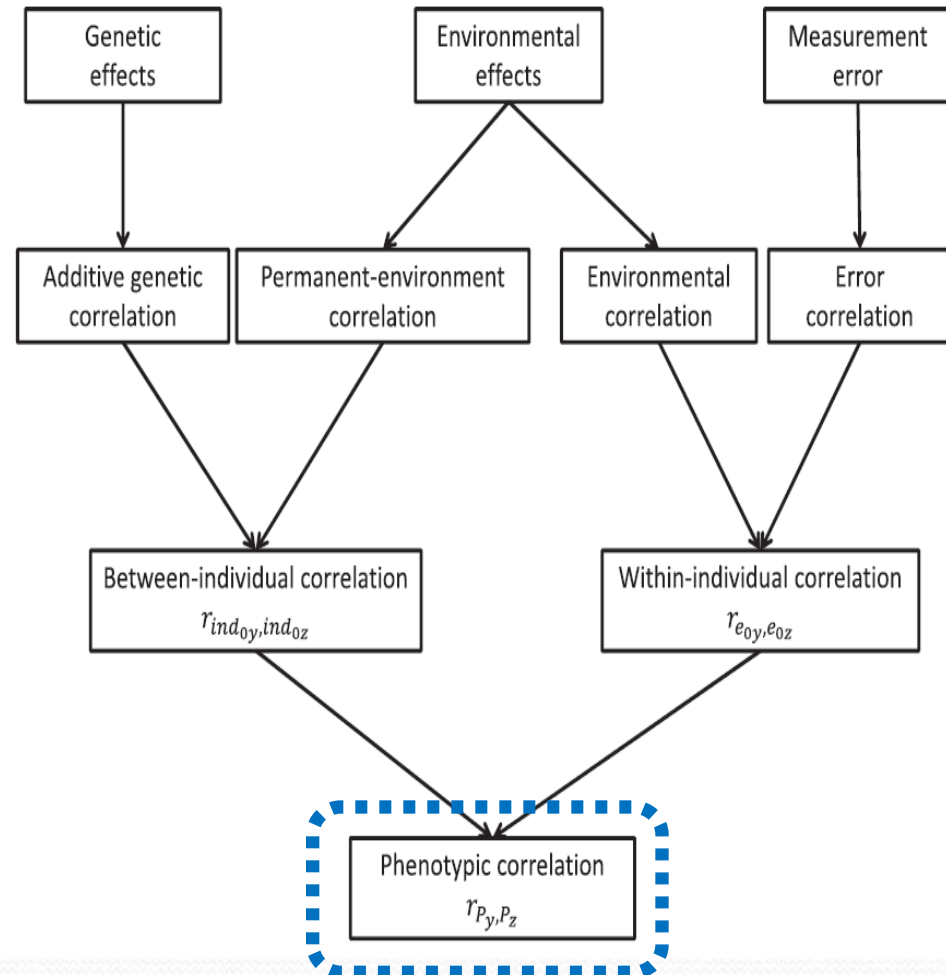 Genetic
effects
Environmental
effects
Measurement
error
Additive genetic
correlation
Permanent-environment
correlation
Environmental
correlation
Error
correlation
Between-individual correlation
r_{ind_{0y},ind_{0z}}
Within-individual correlation
r_{e_{0y},e_{0z}}
Phenotypic correlation
r_{P_y,P_z}